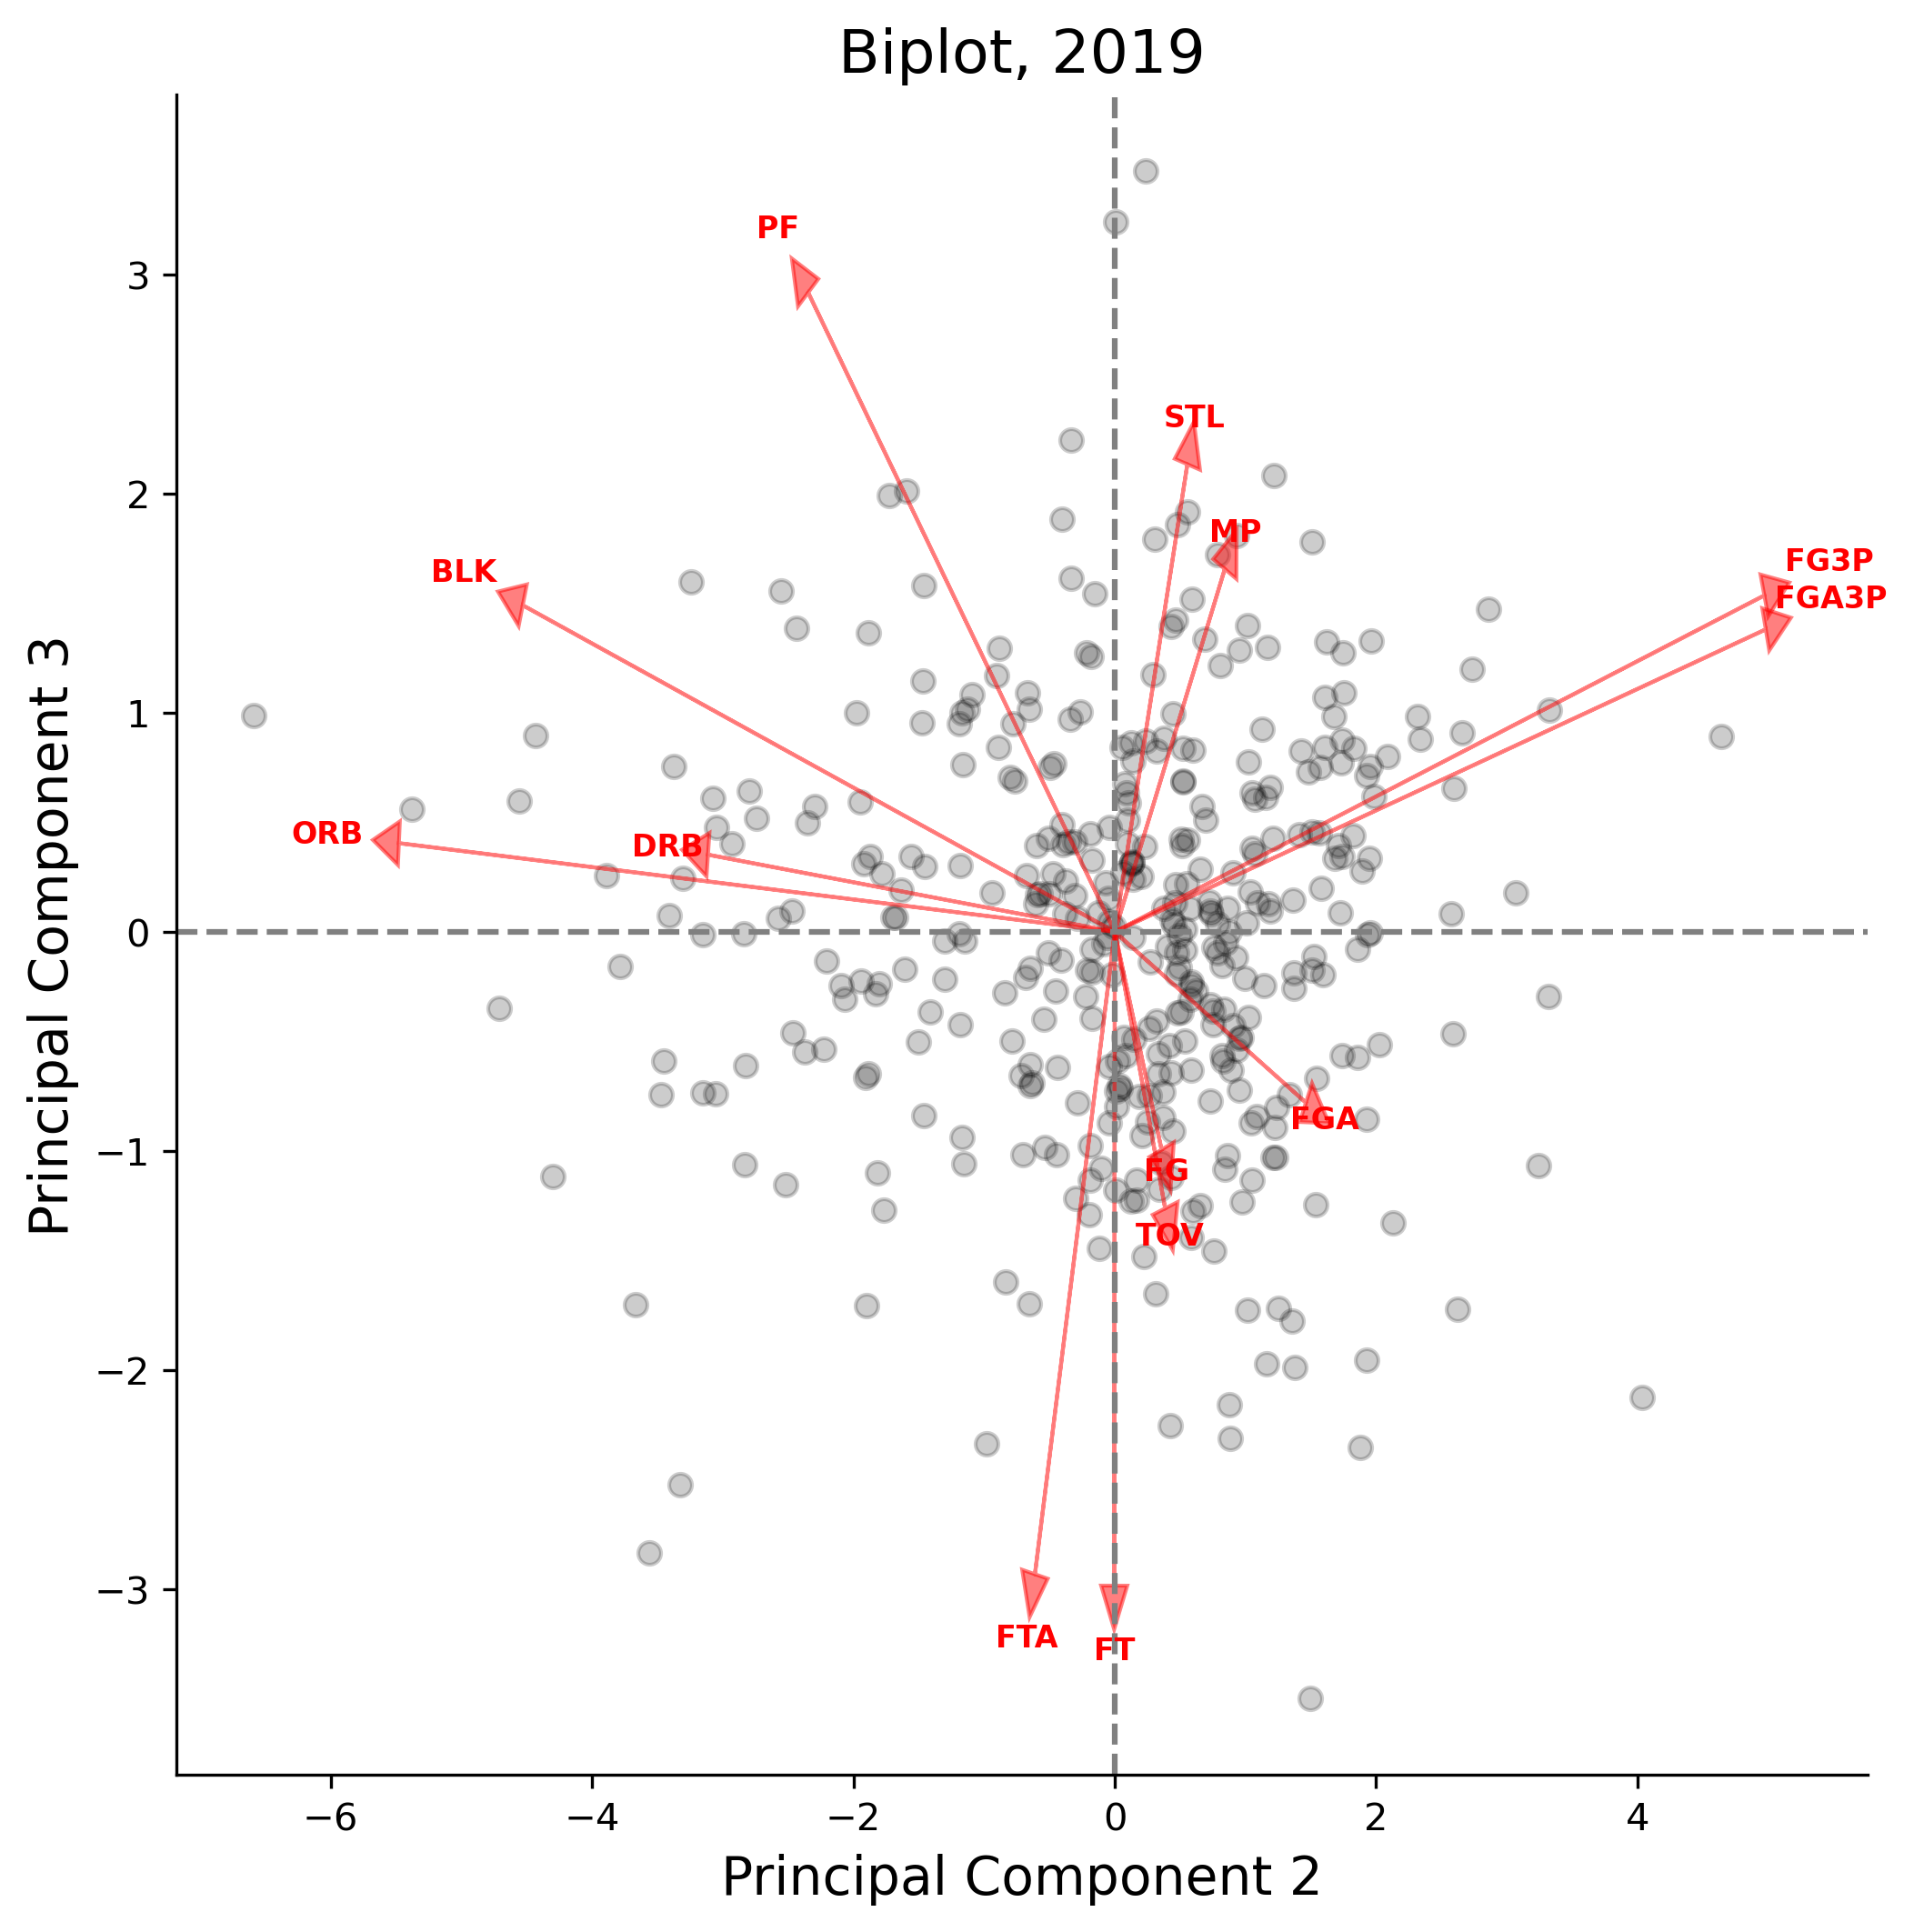 Biplot, 2019
PF
STL
MP
BLK
FG3P
FGA3P
ORB
DRB
FGA
FG
TOV
FTA
FT
3
2
1
0
−1
−2
−3
−6
−4
−2
0
2
4
Principal Component 3
Principal Component 2